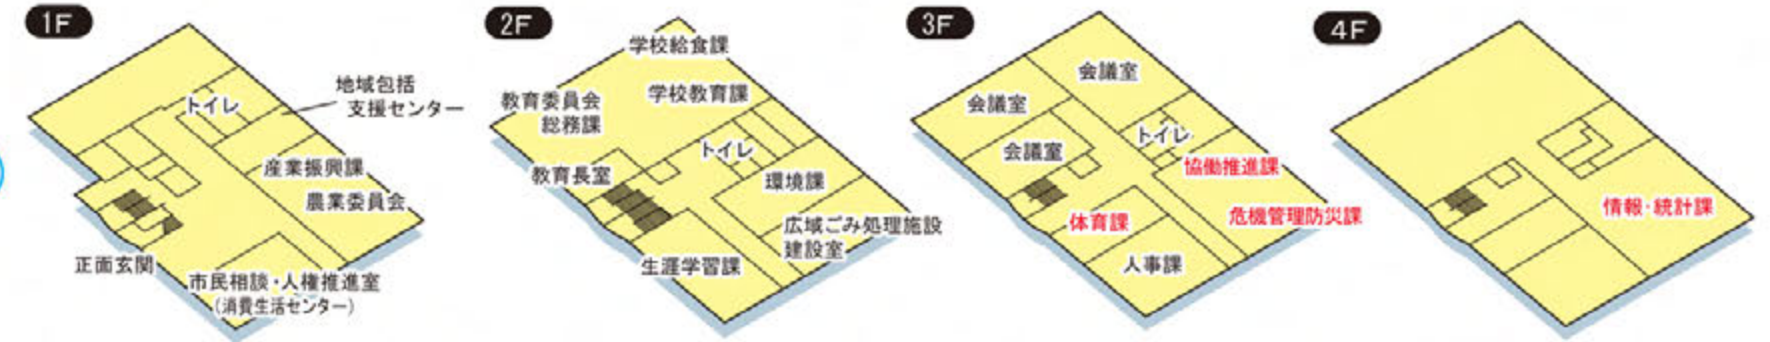 1F
地域包括
支援センター
トイレ
産業振興課
農業委員会
正面玄関
市民相談・人権推進室
(消費生活センター)
2F
学校給食課
学校教育課
教育委員会
総務課
トイレ
教育長室
環境課
広域ごみ処理施設
建設室
生涯学習課
3F
会議室
会議室
会議室
トイレ
協働推進課
体育課
危機管理防災課
人事課
4F
情報・統計課